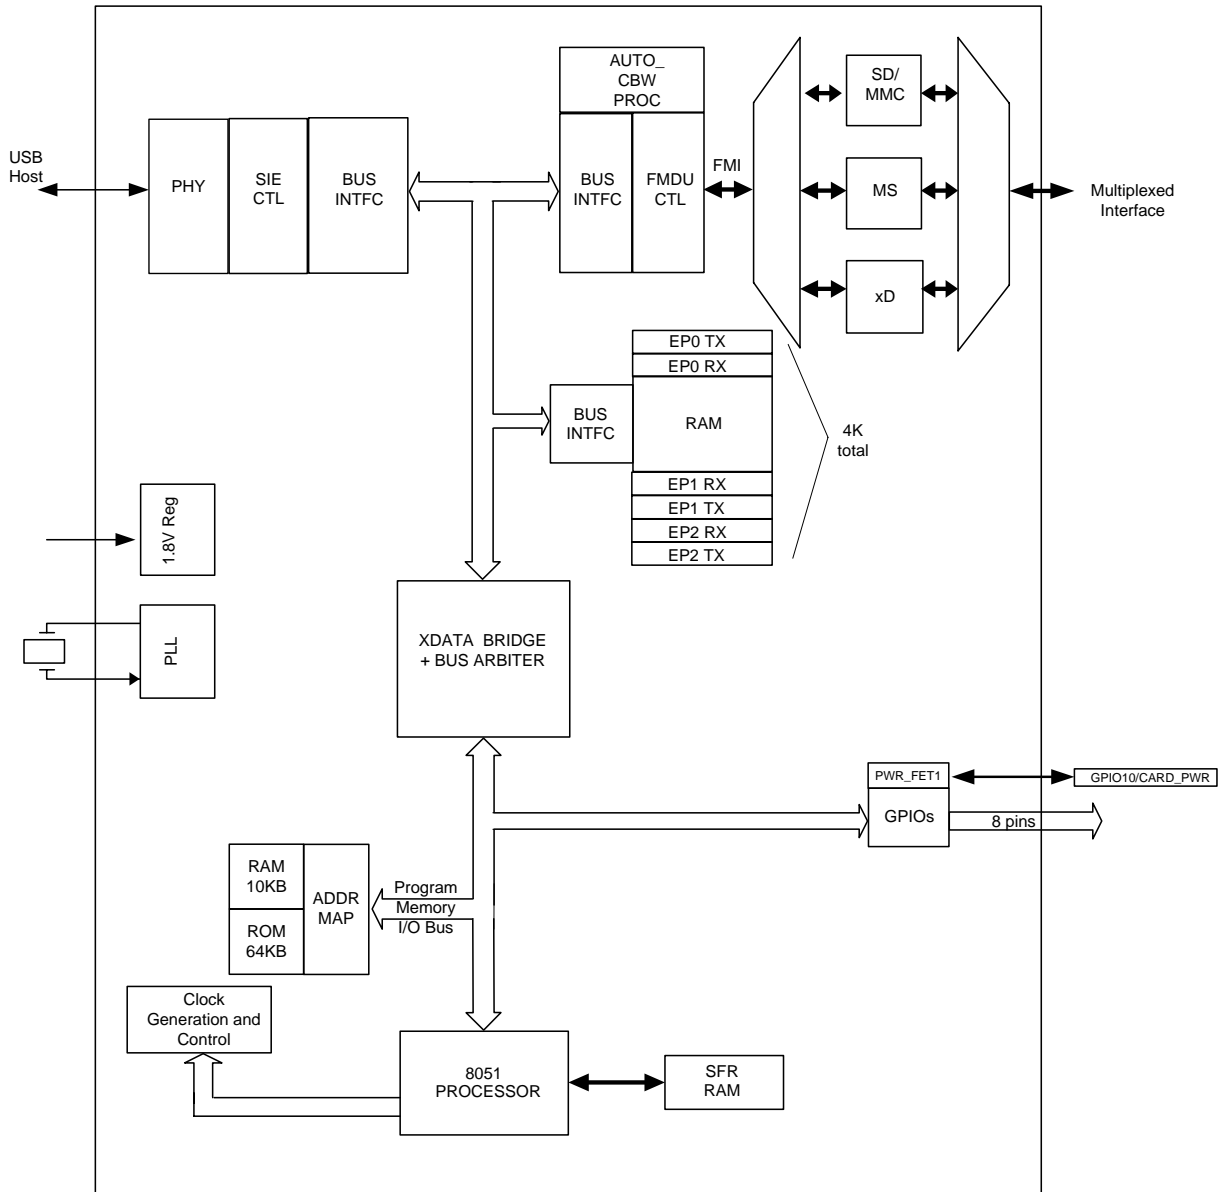 AUTO_
CBW
PROC
SD/
MMC
USB
Host
PHY
SIE
CTL
BUS
INTFC
BUS
INTFC
FMDU
CTL
FMI
MS
Multiplexed
Interface
xD
EP0 TX
EP0 RX
BUS
INTFC
RAM
4K
total
EP1 RX
EP1 TX
EP2 RX
EP2 TX
1.8V Reg
PLL
XDATA BRIDGE
+ BUS ARBITER
PWR_FET1
GPIO10/CARD_PWR
GPIOs
8 pins
RAM
10KB
ADDR
MAP
ROM
64KB
Program
Memory
I/O Bus
Clock
Generation and
Control
8051
PROCESSOR
SFR
RAM